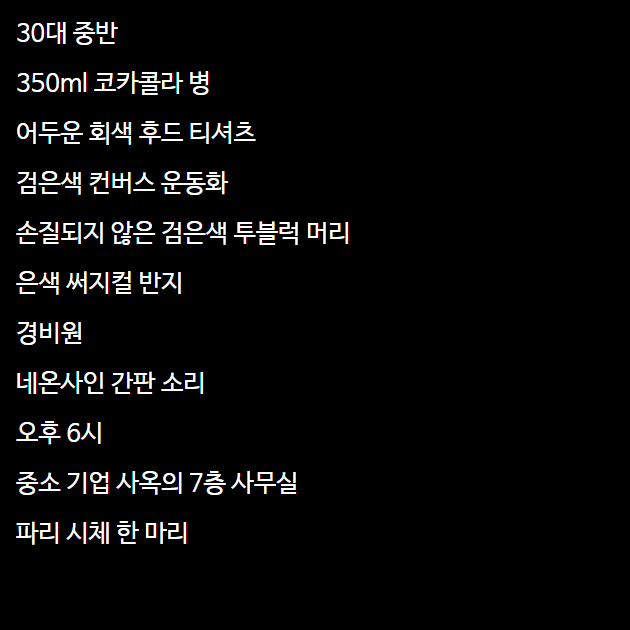 30대 중반
350ml 코카콜라 병
어두운 회색 후드 티셔츠
검은색 컨버스 운동화
손질되지 않은 검은색 투블럭 머리
은색 써지컬 반지
경비원
네온사인 간판 소리
오후 6시
중소 기업 사옥의 7층 사무실
파리 시체 한 마리